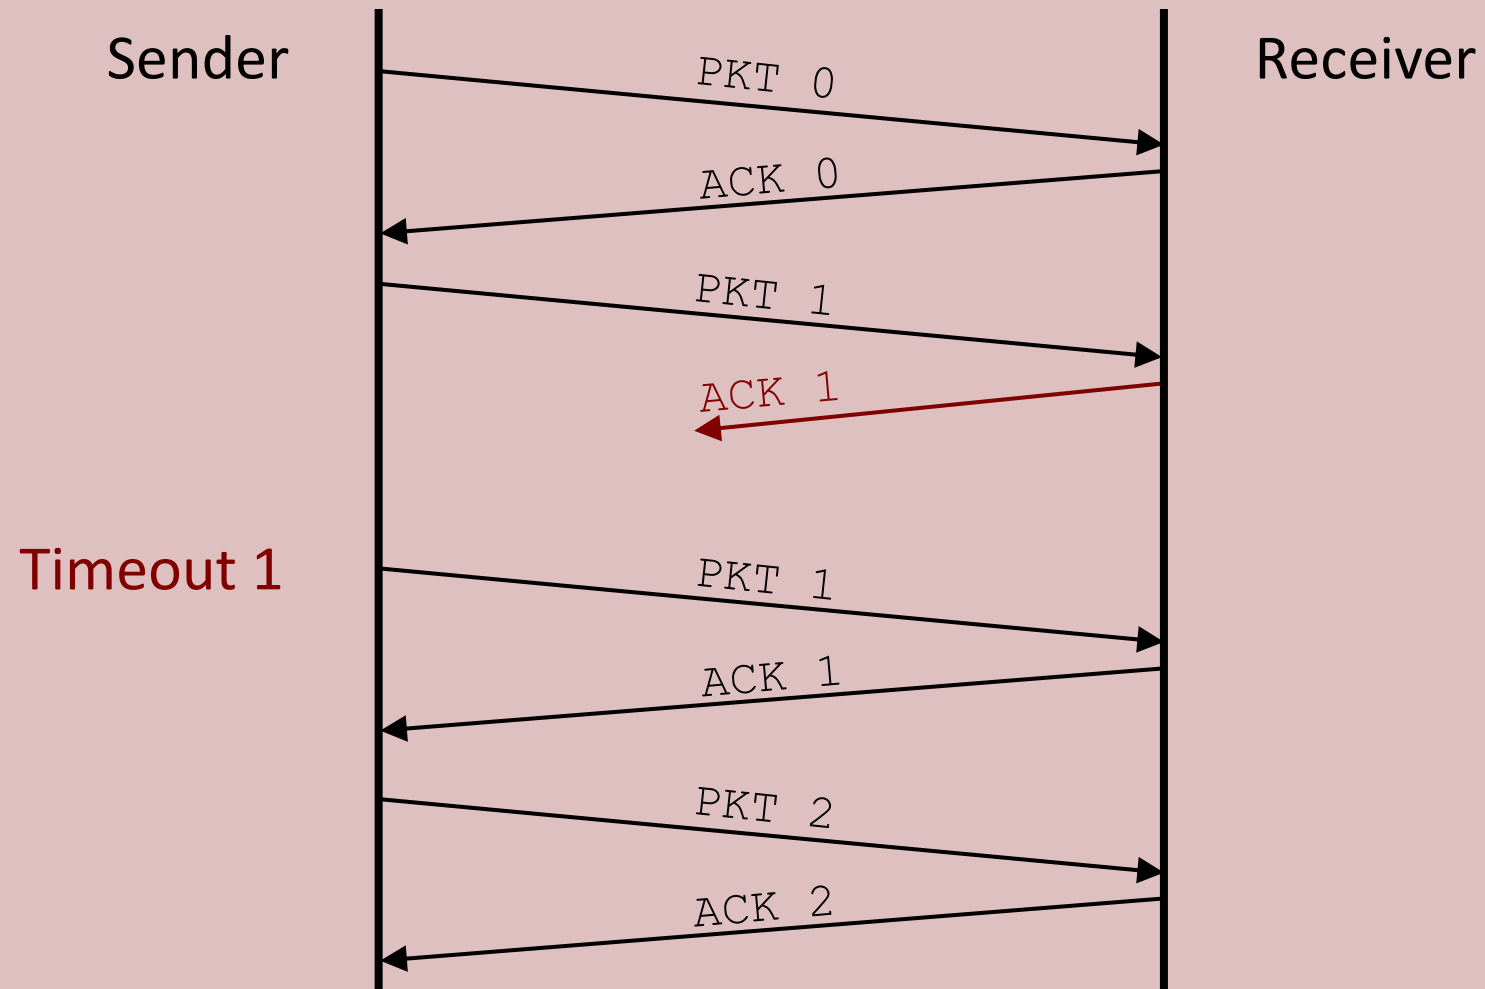 Sender
Receiver
PKT 0
ACK 0
PKT 1
ACK 1
Timeout 1
PKT 1
ACK 1
PKT 2
ACK 2